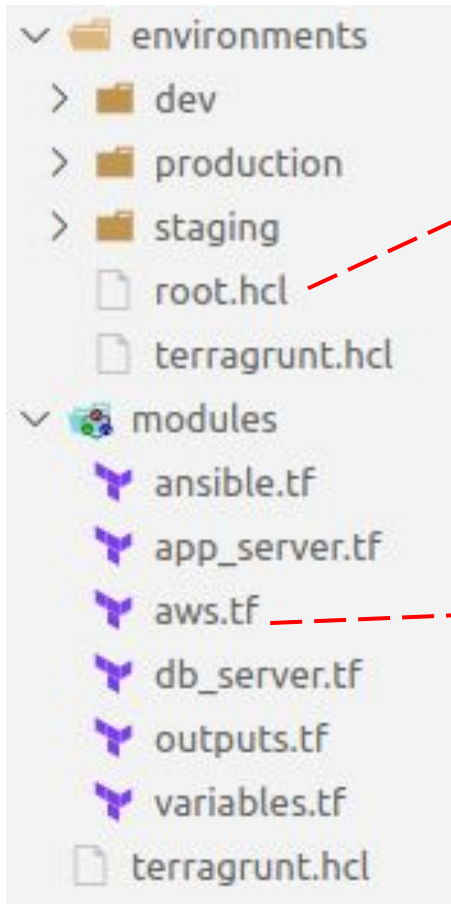 environments
dev
production
staging
root.hcl
terragrunt.hcl
modules
ansible.tf
app_server.tf
aws.tf
db_server.tf
outputs.tf
variables.tf
terragrunt.hcl